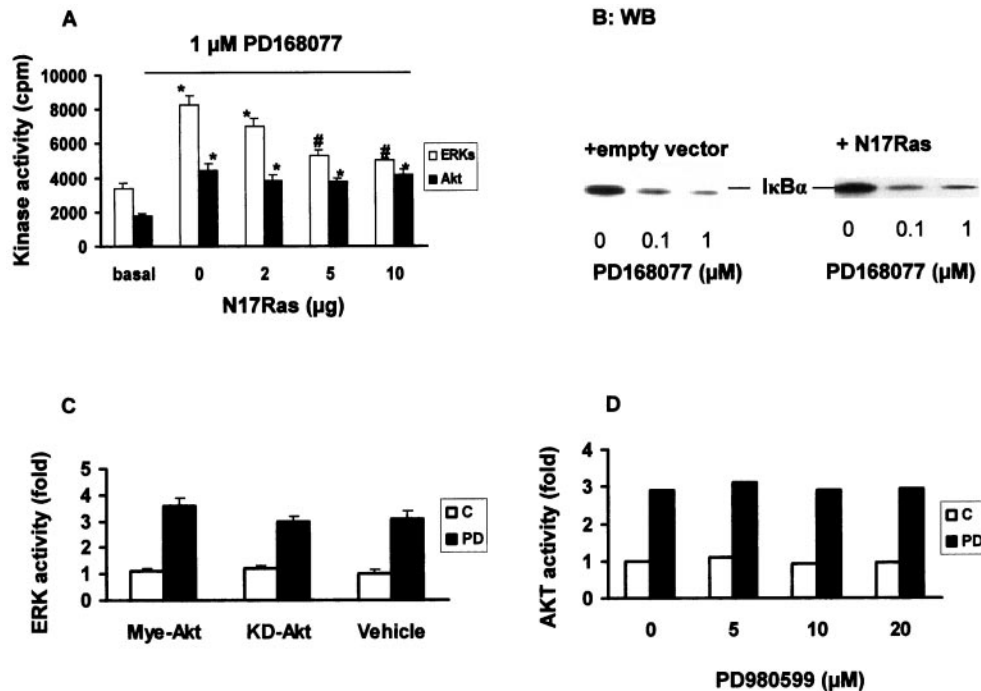 A
1 µM PD168077
Kinase activity (cpm)
10000
8000
6000
4000
2000
0
* * * * # * # *
ERKs
Akt
basal 0 2 5 10
N17Ras (µg)
B: WB
+empty vector
+ N17Ras
IκBα
0 0.1 1
PD168077 (µM)
0 0.1 1
PD168077 (µM)
C
ERK activity (fold)
5
4
3
2
1
0
C
PD
Mye-Akt KD-Akt Vehicle
D
AKT activity (fold)
4
3
2
1
0
C
PD
0 5 10 20
PD980599 (µM)